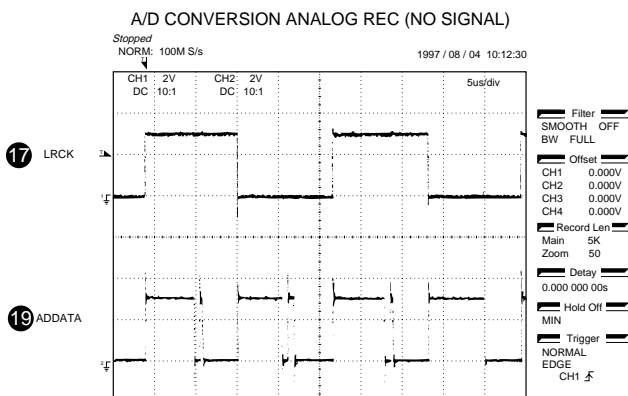 A/D CONVERSION ANALOG REC (NO SIGNAL)
Stopped
NORM: 100M S/s
1997 / 08 / 04 10:12:30
CH1 2V CH2 2V 5us/div
DC 10:1 DC 10:1
17 LRCK
19 ADDATA
Filter
SMOOTH OFF
BW FULL
Offset
CH1 0.000V
CH2 0.000V
CH3 0.000V
CH4 0.000V
Record Len
Main 5K
Zoom 50
Detay
0.000 000 00s
Hold Off
MIN
Trigger
NORMAL
EDGE
CH1